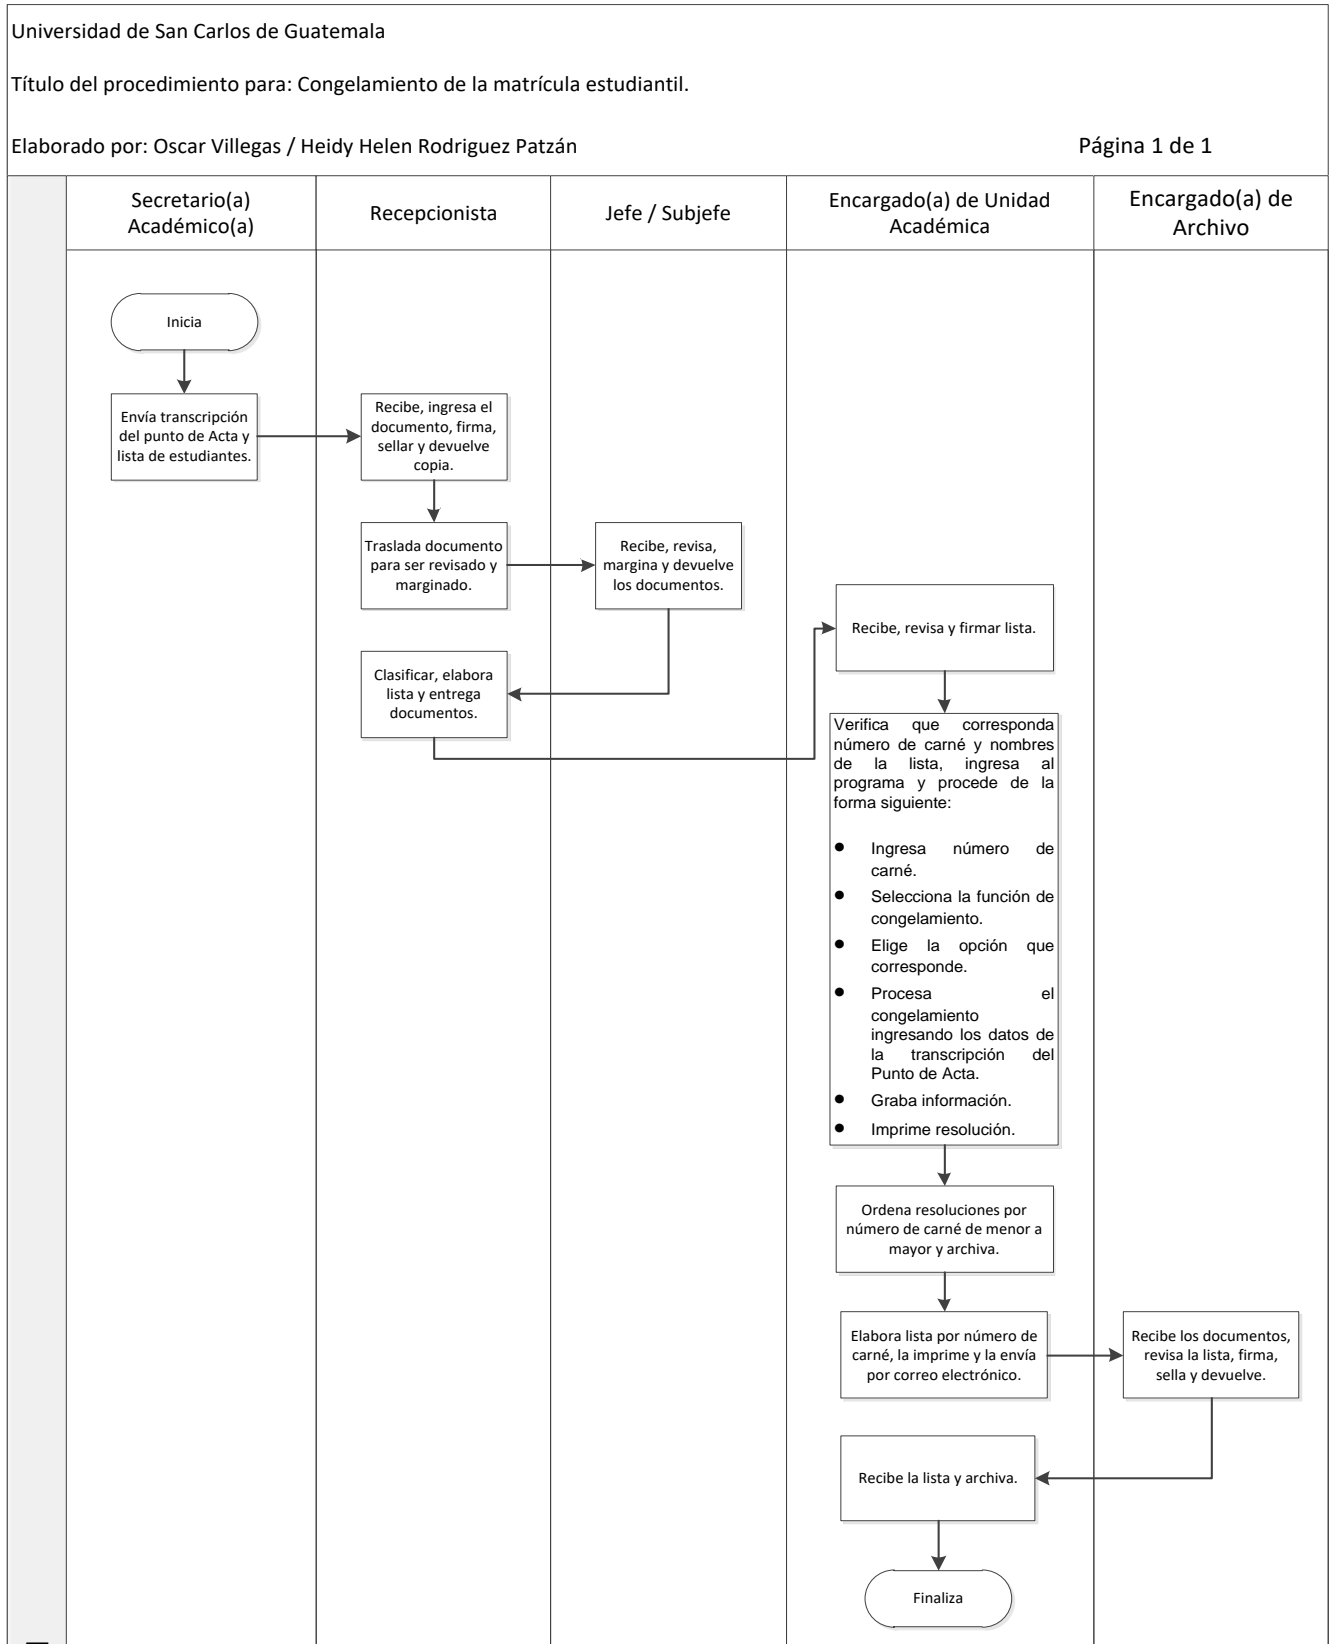 Universidad de San Carlos de Guatemala
Título del procedimiento para: Congelamiento de la matrícula estudiantil.
Elaborado por: Oscar Villegas / Heidy Helen Rodriguez Patzán
Página 1 de 1
Secretario(a)
Académico(a)
Recepcionista
Jefe / Subjefe
Encargado(a) de Unidad
Académica
Encargado(a) de
Archivo
Inicia
Envía transcripción
del punto de Acta y
lista de estudiantes.
Recibe, ingresa el
documento, firma,
sellar y devuelve
copia.
Traslada documento
para ser revisado y
marginado.
Recibe, revisa,
margina y devuelve
los documentos.
Clasificar, elabora
lista y entrega
documentos.
Recibe, revisa y firmar lista.
Verifica que corresponda
número de carné y nombres
de la lista, ingresa al
programa y procede de la
forma siguiente:
● Ingresa número de
carné.
● Selecciona la función de
congelamiento.
● Elige la opción que
corresponde.
● Procesa el
congelamiento
ingresando los datos de
la transcripción del
Punto de Acta.
● Graba información.
● Imprime resolución.
Ordena resoluciones por
número de carné de menor a
mayor y archiva.
Elabora lista por número de
carné, la imprime y la envía
por correo electrónico.
Recibe los documentos,
revisa la lista, firma,
sella y devuelve.
Recibe la lista y archiva.
Finaliza